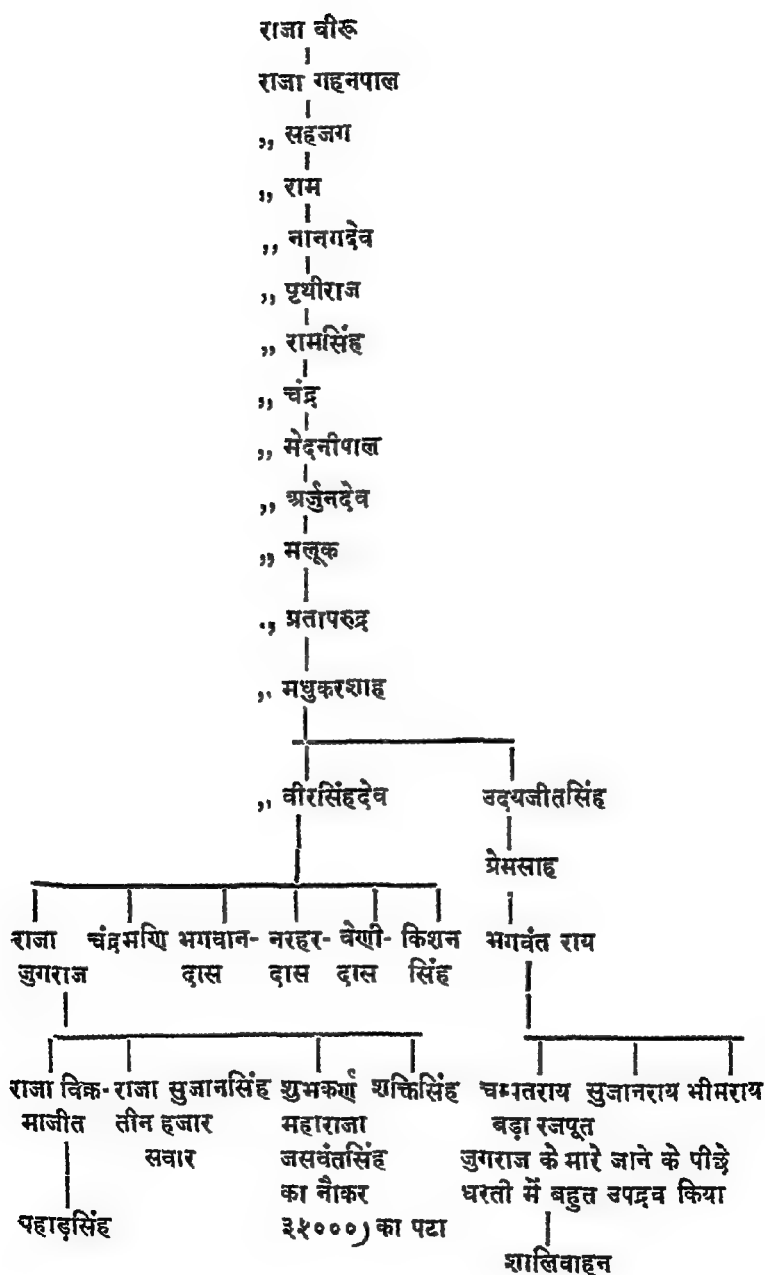 राजा वीरू
राजा गहनपाल
,, सहजग
,, राम
,, नानगदेव
,, पृथीराज
,, रामसिंह
,, चंद्र
,, मेदनीपाल
,, अर्जुनदेव
,, मलूक
,, प्रतापरुद्र
,, मधुकरशाह
,, वीरसिंहदेव उदयजीतसिंह
प्रेमसाह
राजा चंद्रमणि भगवान- नरहर- वेणी- किशन भगवंत राय
जुगराज दास दास दास सिंह
राजा विक्र- राजा सुजानसिंह शुभकर्ण शक्तिसिंह चम्पतराय सुजानराय भीमराय
माजीत तीन हजार महाराजा बड़ा रजपूत
सवार जसवंतसिंह जुगराज के मारे जाने के पीछे
का नौकर धरती में बहुत उपद्रव किया
पहाड़सिंह ३५०००) का पटा
शालिवाहन